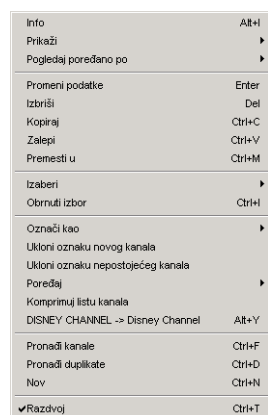 Info Alt+I
Prikaži
Pogledaj poređano po
Promeni podatke Enter
Izbriši Del
Kopiraj Ctrl+C
Zalepi Ctrl+V
Premesti u Ctrl+M
Izaberi
Obrnuti izbor Ctrl+I
Označi kao
Ukloni oznaku novog kanala
Ukloni oznaku nepostojećeg kanala
Poređaj
Komprimuj listu kanala
DISNEY CHANNEL -> Disney Channel Alt+Y
Pronađi kanale Ctrl+F
Pronađi duplikate Ctrl+D
Nov Ctrl+N
Razdvoj Ctrl+T